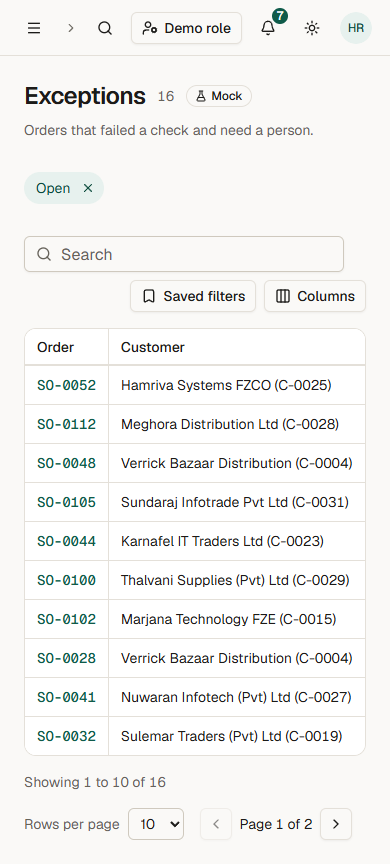 Demo role
7
HR
Exceptions 16 Mock
Orders that failed a check and need a person.
Open
Search
Saved filters Columns
Order Customer
SO-0052 Hamriva Systems FZCO (C-0025)
SO-0112 Meghora Distribution Ltd (C-0028)
SO-0048 Verrick Bazaar Distribution (C-0004)
SO-0105 Sundaraj Infotrade Pvt Ltd (C-0031)
SO-0044 Karnafel IT Traders Ltd (C-0023)
SO-0100 Thalvani Supplies (Pvt) Ltd (C-0029)
SO-0102 Marjana Technology FZE (C-0015)
SO-0028 Verrick Bazaar Distribution (C-0004)
SO-0041 Nuwaran Infotech (Pvt) Ltd (C-0027)
SO-0032 Sulemar Traders (Pvt) Ltd (C-0019)
Showing 1 to 10 of 16
Rows per page 10 Page 1 of 2